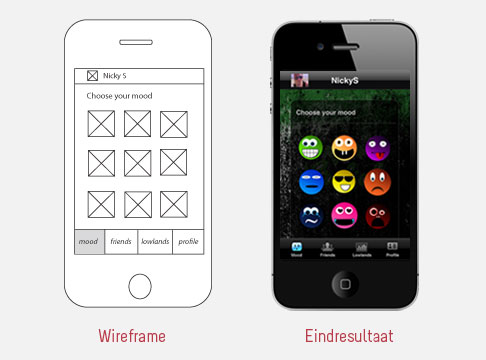 Nicky S
Choose your mood
mood friends lowlands profile
Wireframe
NickyS
Choose your mood
Mood Friends Lowlands Profile
Eindresultaat